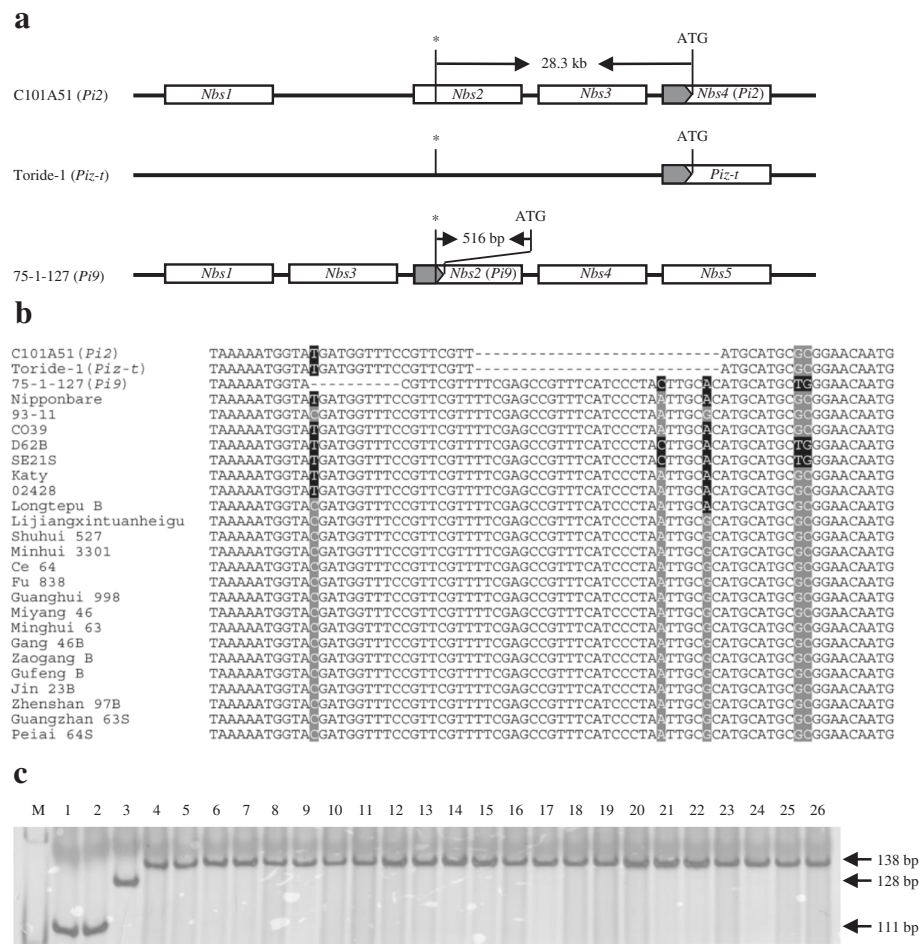 a
* 28.3 kb ATG
C101A51 (Pi2) Nbs1 Nbs2 Nbs3 Nbs4 (Pi2)
* ATG
Toride-1 (Piz-t) Piz-t
* 516 bp ATG
75-1-127 (Pi9) Nbs1 Nbs3 Nbs2 (Pi9) Nbs4 Nbs5
b
C101A51(Pi2) TAAAAATGGTATGATGGTTTCCGTTCGTT---------------------------ATGCATGCGCGGAACAATG
Toride-1(Piz-t) TAAAAATGGTATGATGGTTTCCGTTCGTT---------------------------ATGCATGCGCGGAACAATG
75-1-127(Pi9) TAAAAATGGTA----------CGTTCGTTTTCGAGCCGTTTCATCCCTACTTGCACATGCATGCTGGGAACAATG
Nipponbare TAAAAATGGTATGATGGTTTCCGTTCGTTTTCGAGCCGTTTCATCCCTAATTGCACATGCATGCGCGGAACAATG
93-11 TAAAAATGGTACGATGGTTTCCGTTCGTTTTCGAGCCGTTTCATCCCTAATTGCGCATGCATGCGCGGAACAATG
CO39 TAAAAATGGTATGATGGTTTCCGTTCGTTTTCGAGCCGTTTCATCCCTAATTGCACATGCATGCGCGGAACAATG
D62B TAAAAATGGTATGATGGTTTCCGTTCGTTTTCGAGCCGTTTCATCCCTACTTGCACATGCATGCTGGGAACAATG
SE21S TAAAAATGGTATGATGGTTTCCGTTCGTTTTCGAGCCGTTTCATCCCTACTTGCACATGCATGCTGGGAACAATG
Katy TAAAAATGGTATGATGGTTTCCGTTCGTTTTCGAGCCGTTTCATCCCTAATTGCACATGCATGCGCGGAACAATG
02428 TAAAAATGGTATGATGGTTTCCGTTCGTTTTCGAGCCGTTTCATCCCTAATTGCACATGCATGCGCGGAACAATG
Longtepu B TAAAAATGGTACGATGGTTTCCGTTCGTTTTCGAGCCGTTTCATCCCTAATTGCACATGCATGCGCGGAACAATG
Lijiangxintuanheigu TAAAAATGGTACGATGGTTTCCGTTCGTTTTCGAGCCGTTTCATCCCTAATTGCGCATGCATGCGCGGAACAATG
Shuhui 527 TAAAAATGGTACGATGGTTTCCGTTCGTTTTCGAGCCGTTTCATCCCTAATTGCGCATGCATGCGCGGAACAATG
Minhui 3301 TAAAAATGGTACGATGGTTTCCGTTCGTTTTCGAGCCGTTTCATCCCTAATTGCGCATGCATGCGCGGAACAATG
Ce 64 TAAAAATGGTACGATGGTTTCCGTTCGTTTTCGAGCCGTTTCATCCCTAATTGCGCATGCATGCGCGGAACAATG
Fu 838 TAAAAATGGTACGATGGTTTCCGTTCGTTTTCGAGCCGTTTCATCCCTAATTGCGCATGCATGCGCGGAACAATG
Guanghui 998 TAAAAATGGTACGATGGTTTCCGTTCGTTTTCGAGCCGTTTCATCCCTAATTGCGCATGCATGCGCGGAACAATG
Miyang 46 TAAAAATGGTACGATGGTTTCCGTTCGTTTTCGAGCCGTTTCATCCCTAATTGCGCATGCATGCGCGGAACAATG
Minghui 63 TAAAAATGGTACGATGGTTTCCGTTCGTTTTCGAGCCGTTTCATCCCTAATTGCGCATGCATGCGCGGAACAATG
Gang 46B TAAAAATGGTACGATGGTTTCCGTTCGTTTTCGAGCCGTTTCATCCCTAATTGCGCATGCATGCGCGGAACAATG
Zaogang B TAAAAATGGTACGATGGTTTCCGTTCGTTTTCGAGCCGTTTCATCCCTAATTGCGCATGCATGCGCGGAACAATG
Gufeng B TAAAAATGGTACGATGGTTTCCGTTCGTTTTCGAGCCGTTTCATCCCTAATTGCGCATGCATGCGCGGAACAATG
Jin 23B TAAAAATGGTACGATGGTTTCCGTTCGTTTTCGAGCCGTTTCATCCCTAATTGCGCATGCATGCGCGGAACAATG
Zhenshan 97B TAAAAATGGTACGATGGTTTCCGTTCGTTTTCGAGCCGTTTCATCCCTAATTGCGCATGCATGCGCGGAACAATG
Guangzhan 63S TAAAAATGGTACGATGGTTTCCGTTCGTTTTCGAGCCGTTTCATCCCTAATTGCGCATGCATGCGCGGAACAATG
Peiai 64S TAAAAATGGTACGATGGTTTCCGTTCGTTTTCGAGCCGTTTCATCCCTAATTGCGCATGCATGCGCGGAACAATG
c
M 1 2 3 4 5 6 7 8 9 10 11 12 13 14 15 16 17 18 19 20 21 22 23 24 25 26
138 bp
128 bp
111 bp